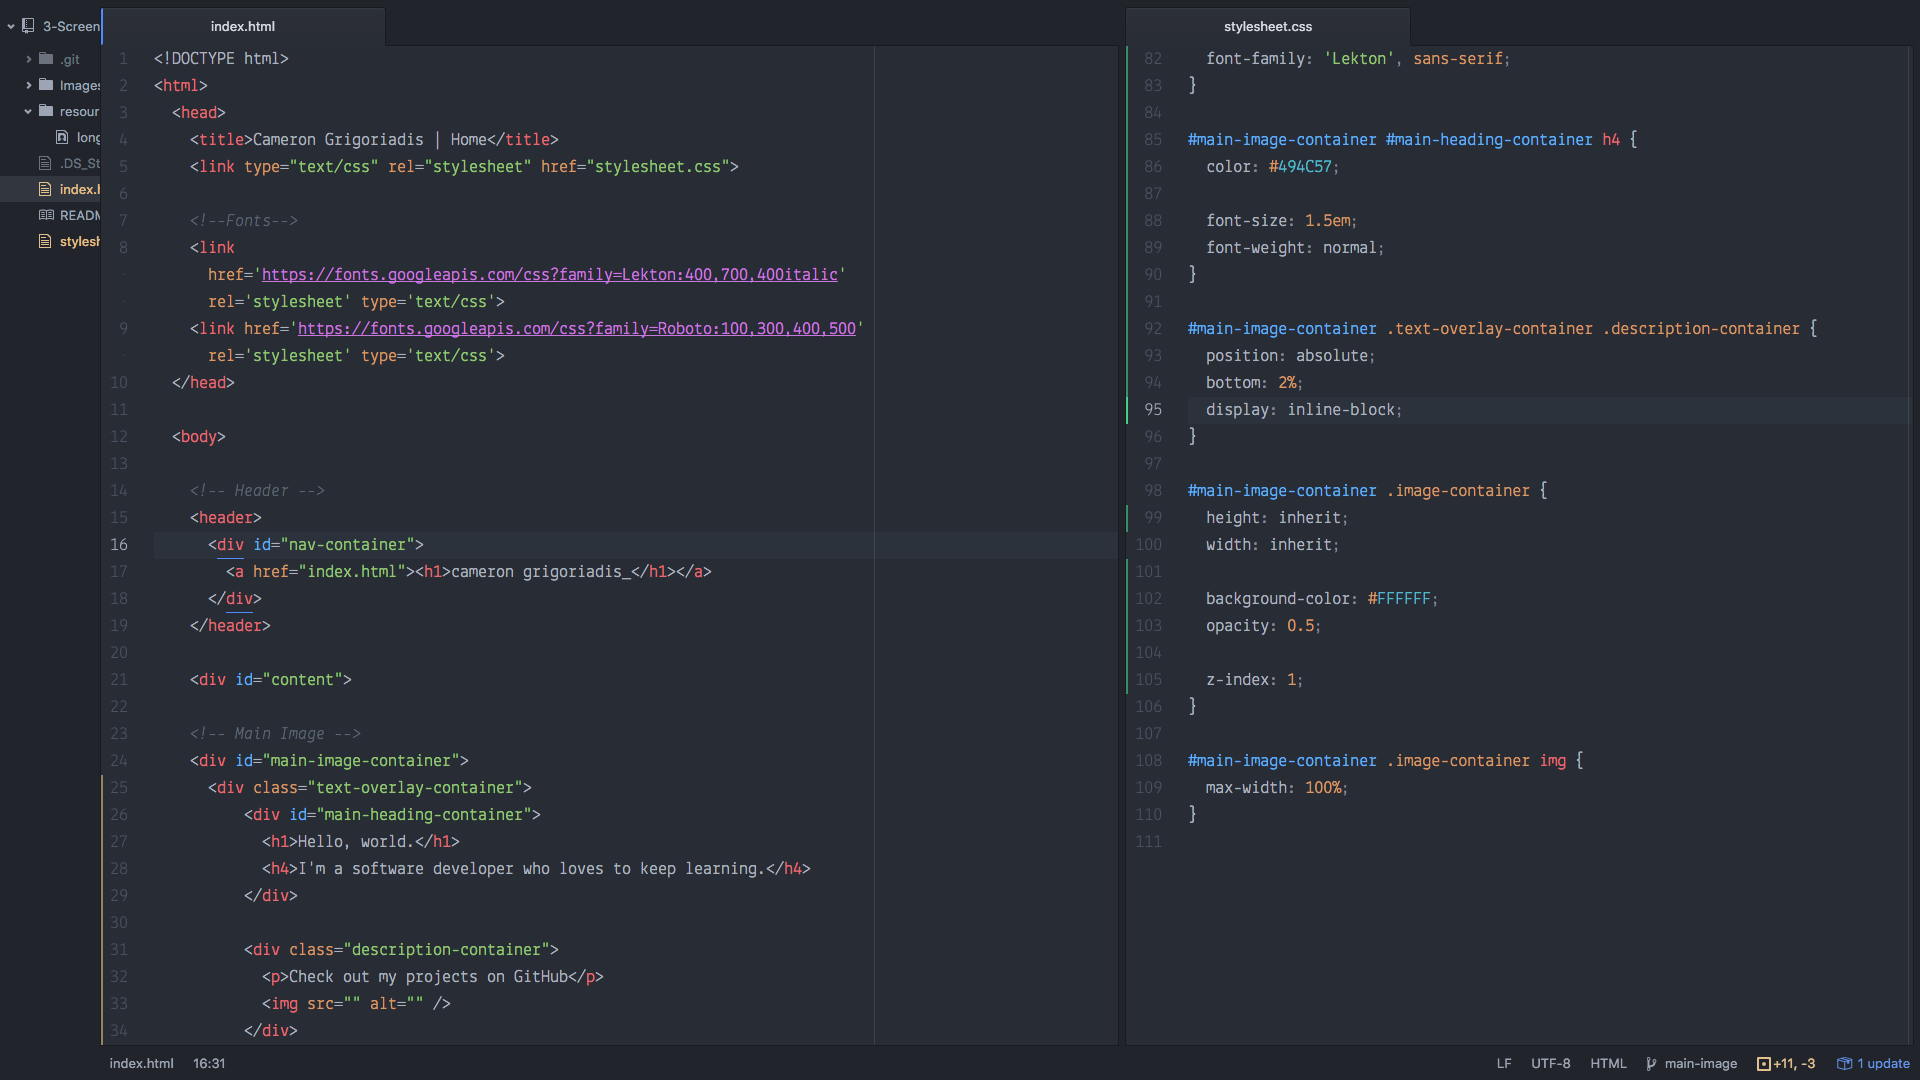 3-Screen
.git
Images
resour
long
.DS_St
index.h
READM
stylesh
index.html
1 <!DOCTYPE html>
2 <html>
3 <head>
4 <title>Cameron Grigoriadis | Home</title>
5 <link type="text/css" rel="stylesheet" href="stylesheet.css">
6
7 <!--Fonts-->
8 <link
· href='https://fonts.googleapis.com/css?family=Lekton:400,700,400italic'
· rel='stylesheet' type='text/css'>
9 <link href='https://fonts.googleapis.com/css?family=Roboto:100,300,400,500'
· rel='stylesheet' type='text/css'>
10 </head>
11
12 <body>
13
14 <!-- Header -->
15 <header>
16 <div id="nav-container">
17 <a href="index.html"><h1>cameron grigoriadis_</h1></a>
18 </div>
19 </header>
20
21 <div id="content">
22
23 <!-- Main Image -->
24 <div id="main-image-container">
25 <div class="text-overlay-container">
26 <div id="main-heading-container">
27 <h1>Hello, world.</h1>
28 <h4>I'm a software developer who loves to keep learning.</h4>
29 </div>
30
31 <div class="description-container">
32 <p>Check out my projects on GitHub</p>
33 <img src="" alt="" />
34 </div>
stylesheet.css
82 font-family: 'Lekton', sans-serif;
83 }
84
85 #main-image-container #main-heading-container h4 {
86 color: #494C57;
87
88 font-size: 1.5em;
89 font-weight: normal;
90 }
91
92 #main-image-container .text-overlay-container .description-container {
93 position: absolute;
94 bottom: 2%;
95 display: inline-block;
96 }
97
98 #main-image-container .image-container {
99 height: inherit;
100 width: inherit;
101
102 background-color: #FFFFFF;
103 opacity: 0.5;
104
105 z-index: 1;
106 }
107
108 #main-image-container .image-container img {
109 max-width: 100%;
110 }
111
index.html 16:31
LF UTF-8 HTML main-image +11, -3 1 update